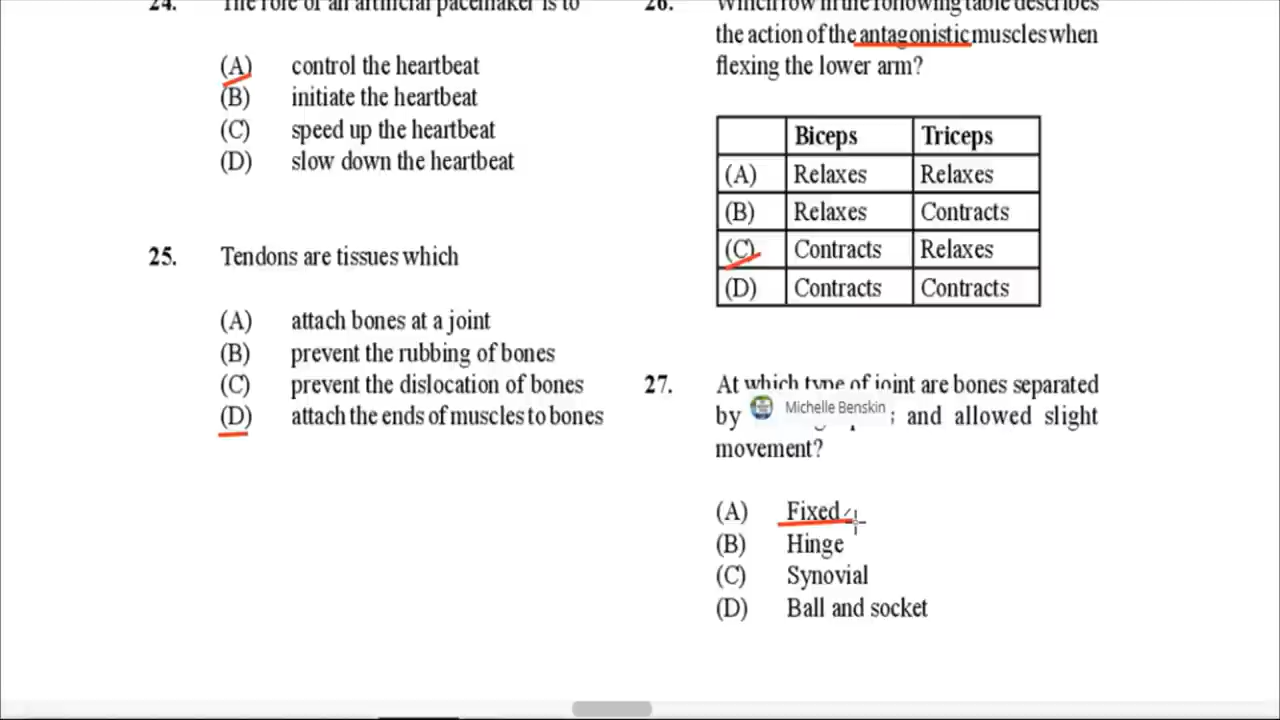 24. The role of an artificial pacemaker is to
(A) control the heartbeat
(B) initiate the heartbeat
(C) speed up the heartbeat
(D) slow down the heartbeat
25. Tendons are tissues which
(A) attach bones at a joint
(B) prevent the rubbing of bones
(C) prevent the dislocation of bones
(D) attach the ends of muscles to bones
26. Which row in the following table describes
the action of the antagonistic muscles when
flexing the lower arm?
Biceps Triceps
(A) Relaxes Relaxes
(B) Relaxes Contracts
(C) Contracts Relaxes
(D) Contracts Contracts
27. At which type of joint are bones separated
by and allowed slight
Michelle Benskin
movement?
(A) Fixed
(B) Hinge
(C) Synovial
(D) Ball and socket